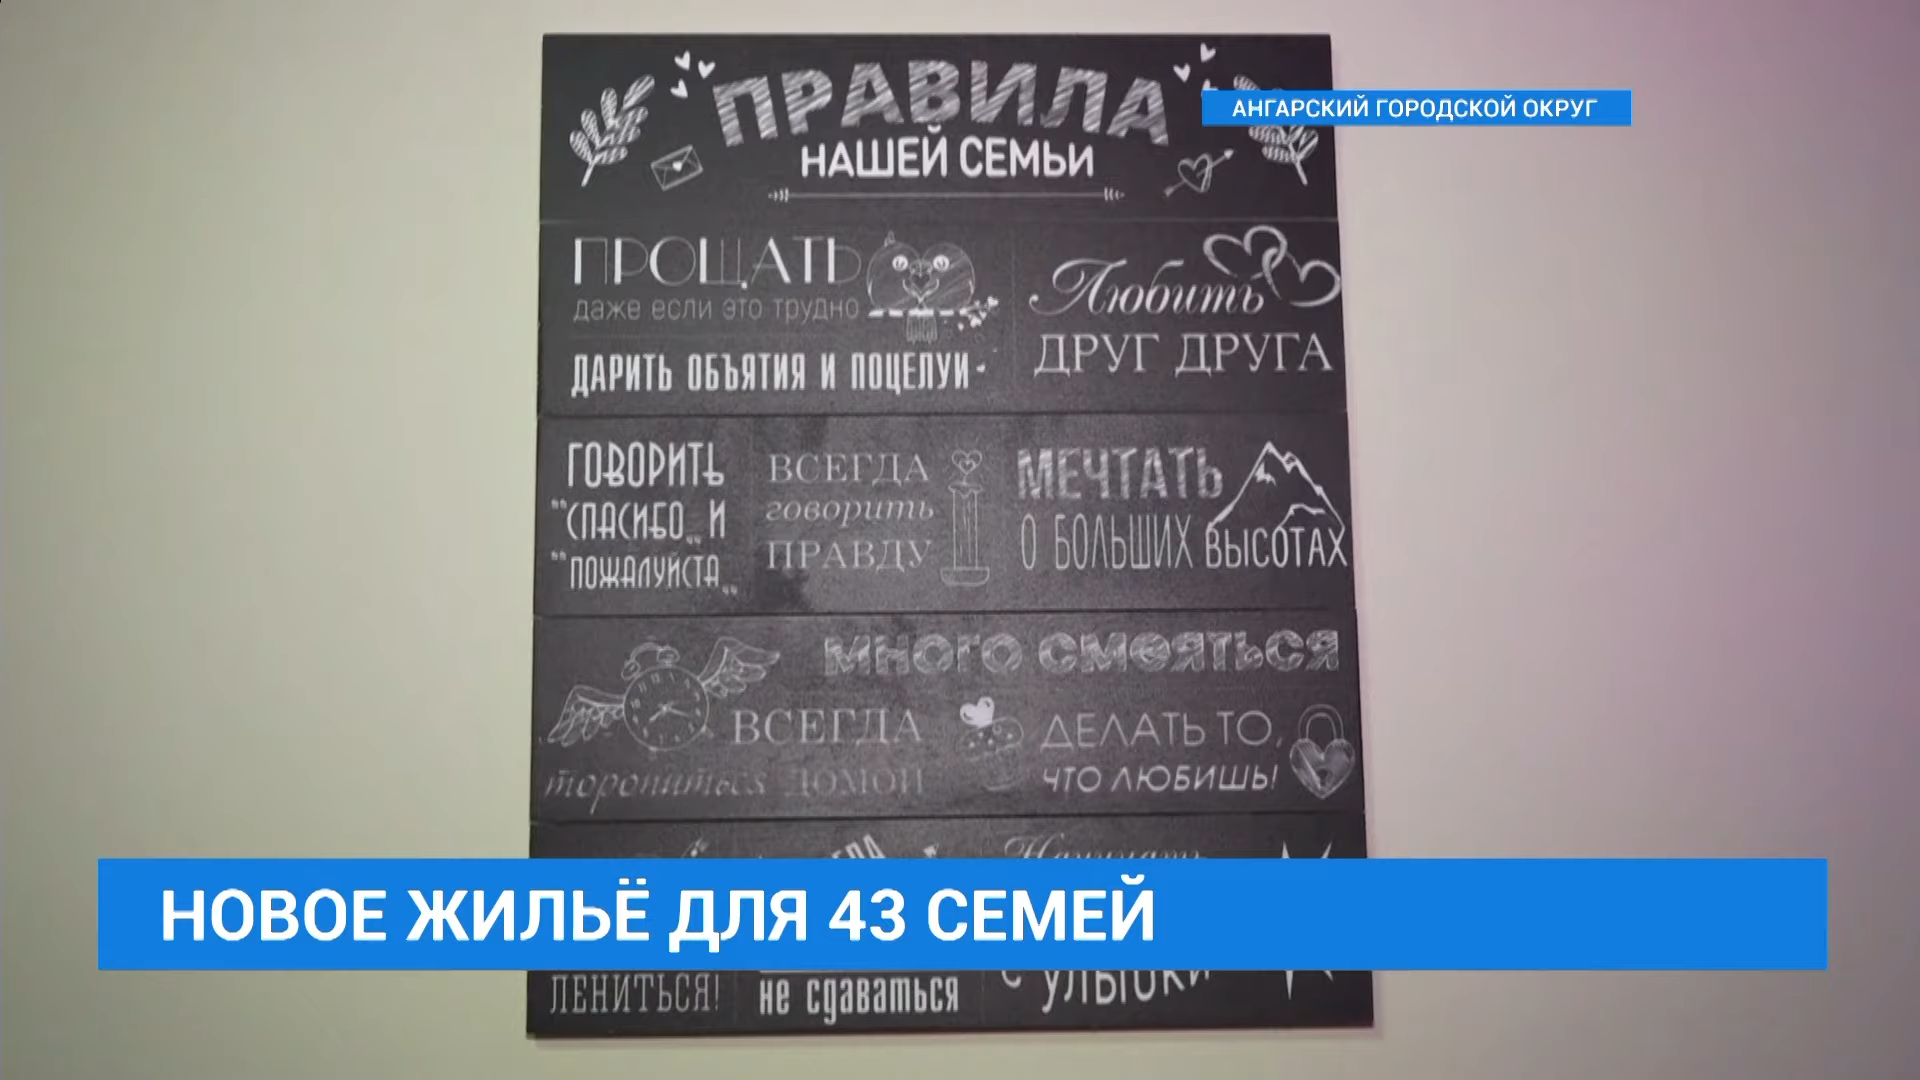 ПРАВИЛА
НАШЕЙ СЕМЬИ
АНГАРСКИЙ ГОРОДСКОЙ ОКРУГ
ПРОЩАТЬ
даже если это трудно
ДАРИТЬ ОБЪЯТИЯ И ПОЦЕЛУИ
Любить
ДРУГ ДРУГА
ГОВОРИТЬ
"СПАСИБО" И
"ПОЖАЛУЙСТА"
ВСЕГДА
говорить
ПРАВДУ
МЕЧТАТЬ
О БОЛЬШИХ ВЫСОТАХ
МНОГО СМЕЯТЬСЯ
ВСЕГДА
торопиться ДОМОЙ
ДЕЛАТЬ ТО,
ЧТО ЛЮБИШЬ!
НОВОЕ ЖИЛЬЁ ДЛЯ 43 СЕМЕЙ
ЛЕНИТЬСЯ!
не сдаваться